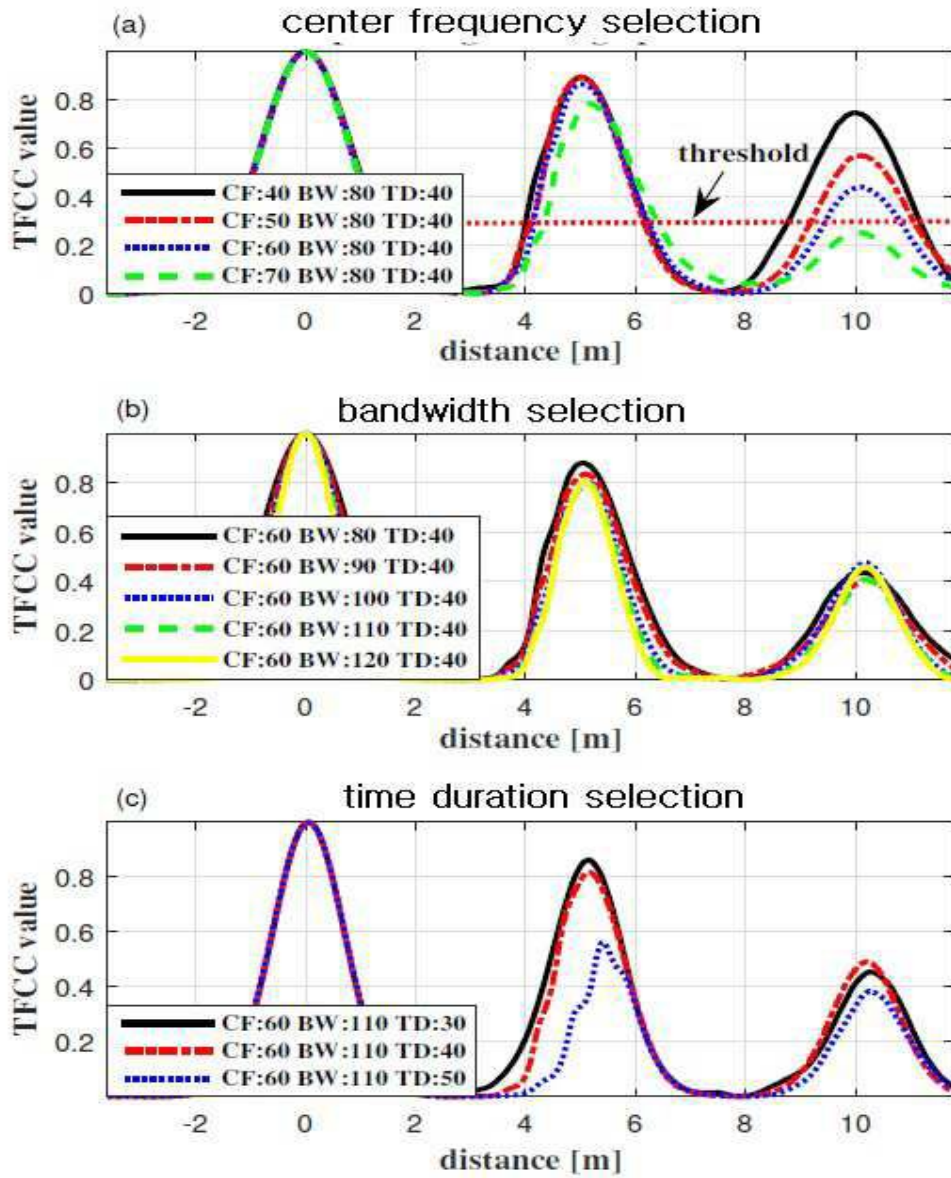 (a) center frequency selection
TFCC value
0.8
0.6
0.4
0.2
0
threshold
CF:40 BW:80 TD:40
CF:50 BW:80 TD:40
CF:60 BW:80 TD:40
CF:70 BW:80 TD:40
-2 0 2 4 6 8 10
distance [m]
(b) bandwidth selection
TFCC value
0.8
0.6
0.4
0.2
0
CF:60 BW:80 TD:40
CF:60 BW:90 TD:40
CF:60 BW:100 TD:40
CF:60 BW:110 TD:40
CF:60 BW:120 TD:40
-2 0 2 4 6 8 10
distance [m]
(c) time duration selection
TFCC value
0.8
0.6
0.4
0.2
CF:60 BW:110 TD:30
CF:60 BW:110 TD:40
CF:60 BW:110 TD:50
-2 0 2 4 6 8 10
distance [m]